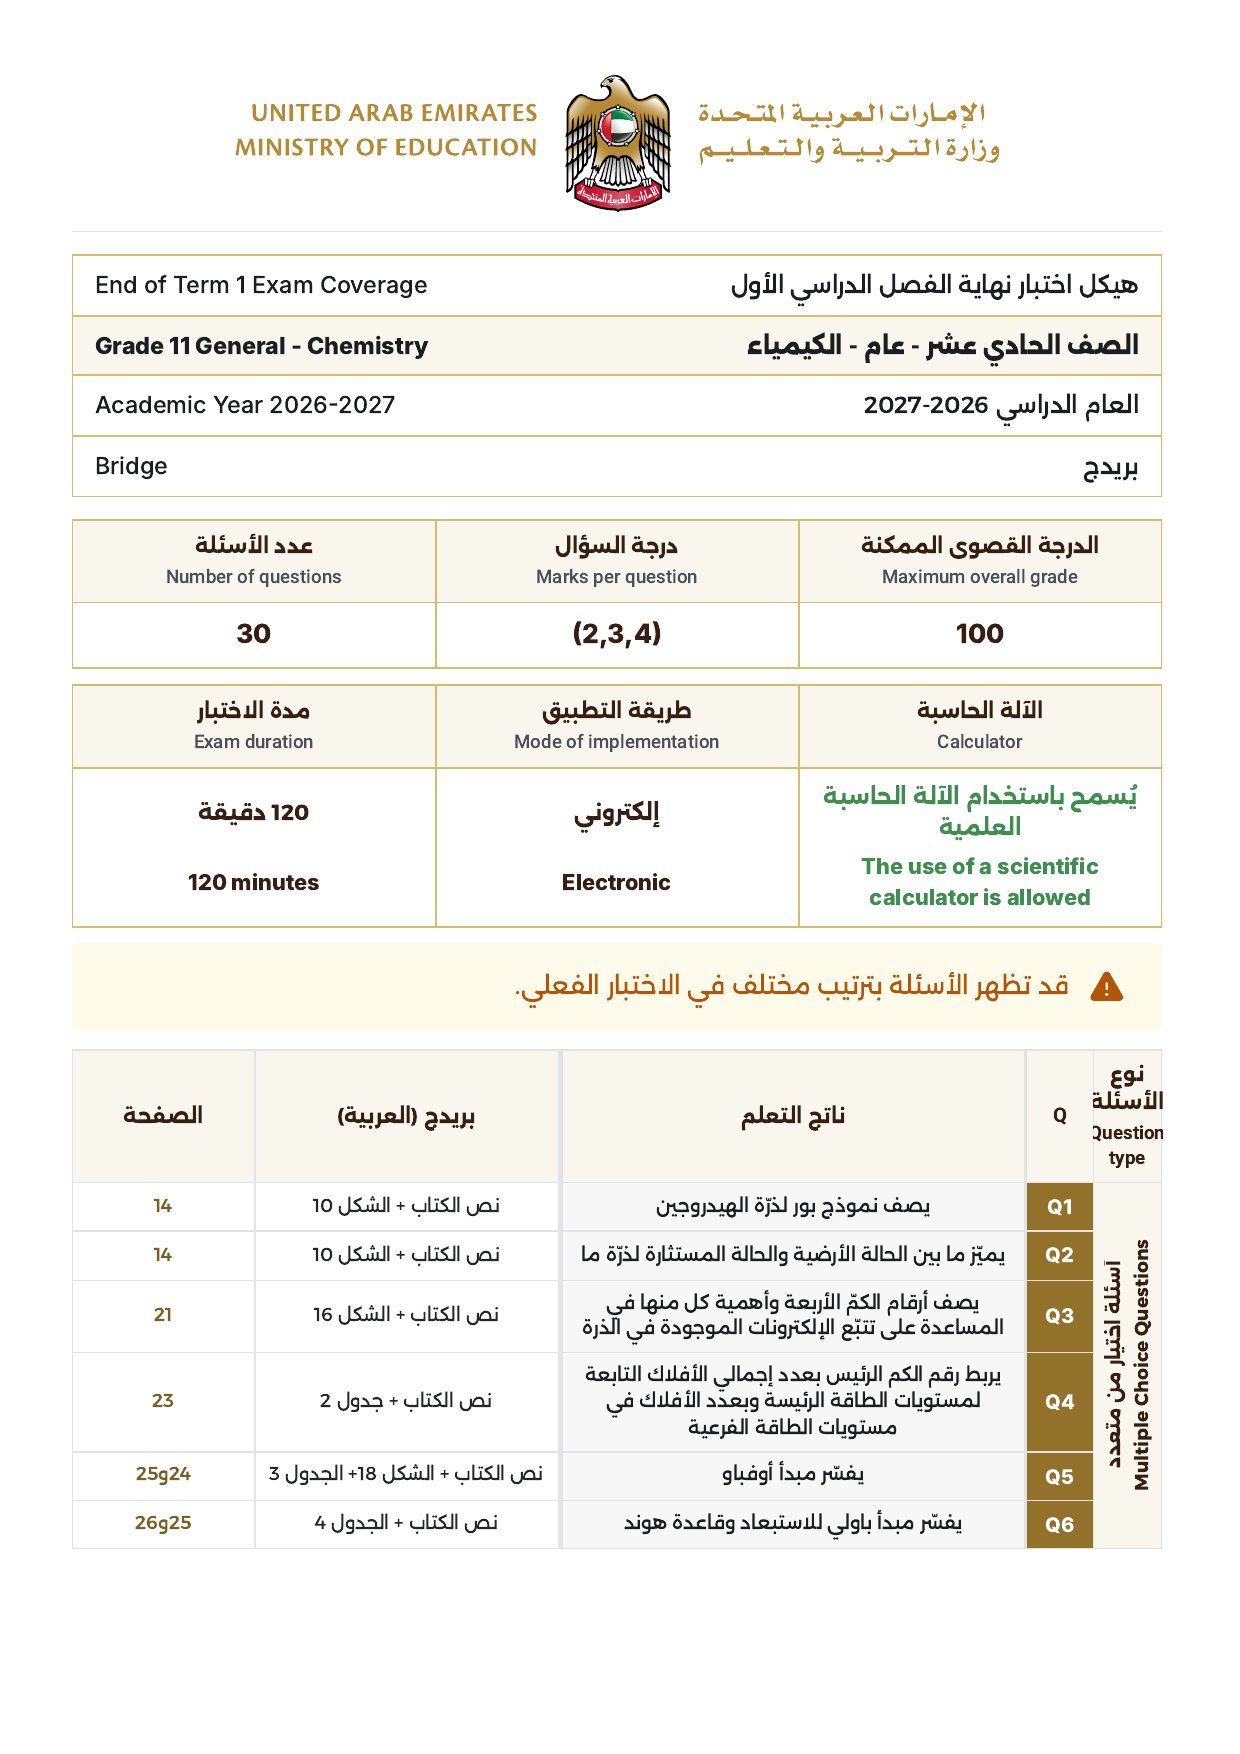 UNITED ARAB EMIRATES
MINISTRY OF EDUCATION
الإمارات العربية المتحدة
وزارة التربية والتعليم
الإمارات العربية المتحدة
هيكل اختبار نهاية الفصل الدراسي الأول
End of Term 1 Exam Coverage
الصف الحادي عشر - عام - الكيمياء
Grade 11 General - Chemistry
العام الدراسي 2026-2027
Academic Year 2026-2027
بريدج
Bridge
الدرجة القصوى الممكنة
Maximum overall grade
درجة السؤال
Marks per question
عدد الأسئلة
Number of questions
100
(2,3,4)
30
الآلة الحاسبة
Calculator
طريقة التطبيق
Mode of implementation
مدة الاختبار
Exam duration
يُسمح باستخدام الآلة الحاسبة
العلمية
The use of a scientific
calculator is allowed
إلكتروني
Electronic
120 دقيقة
120 minutes
قد تظهر الأسئلة بترتيب مختلف في الاختبار الفعلي.
نوع
الأسئلة
Question
type
Q
ناتج التعلم
بريدج (العربية)
الصفحة
أسئلة اختيار من متعدد
Multiple Choice Questions
Q1
يصف نموذج بور لذرّة الهيدروجين
نص الكتاب + الشكل 10
14
Q2
يميّز ما بين الحالة الأرضية والحالة المستثارة لذرّة ما
نص الكتاب + الشكل 10
14
Q3
يصف أرقام الكمّ الأربعة وأهمية كل منها في
المساعدة على تتبّع الإلكترونات الموجودة في الذرة
نص الكتاب + الشكل 16
21
Q4
يربط رقم الكم الرئيس بعدد إجمالي الأفلاك التابعة
لمستويات الطاقة الرئيسة وبعدد الأفلاك في
مستويات الطاقة الفرعية
نص الكتاب + جدول 2
23
Q5
يفسّر مبدأ أوفباو
نص الكتاب + الشكل 18+ الجدول 3
24و25
Q6
يفسّر مبدأ باولي للاستبعاد وقاعدة هوند
نص الكتاب + الجدول 4
25و26